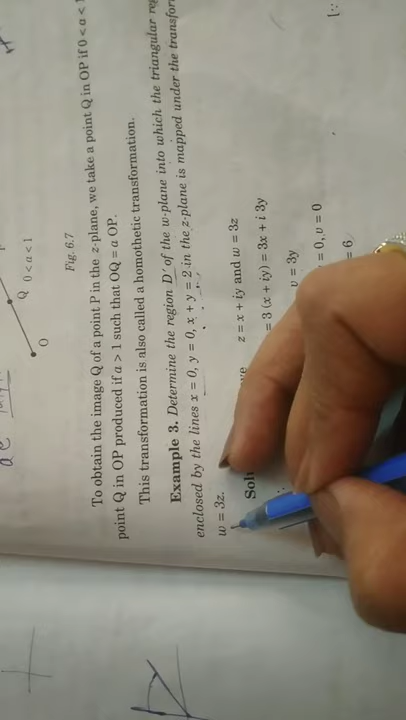 O
Q 0 < a < 1
Fig. 6.7
To obtain the image Q of a point P in the z-plane, we take a point Q in OP if 0 < a < 1
point Q in OP produced if a > 1 such that OQ = a OP.
This transformation is also called a homothetic transformation.
Example 3. Determine the region D′ of the w-plane into which the triangular
enclosed by the lines x = 0, y = 0, x + y = 2 in the z-plane is mapped under the
w = 3z.
z = x + iy and w = 3z
= 3 (x + iy) = 3x + i 3y
v = 3y
= 0, v = 0
= 6